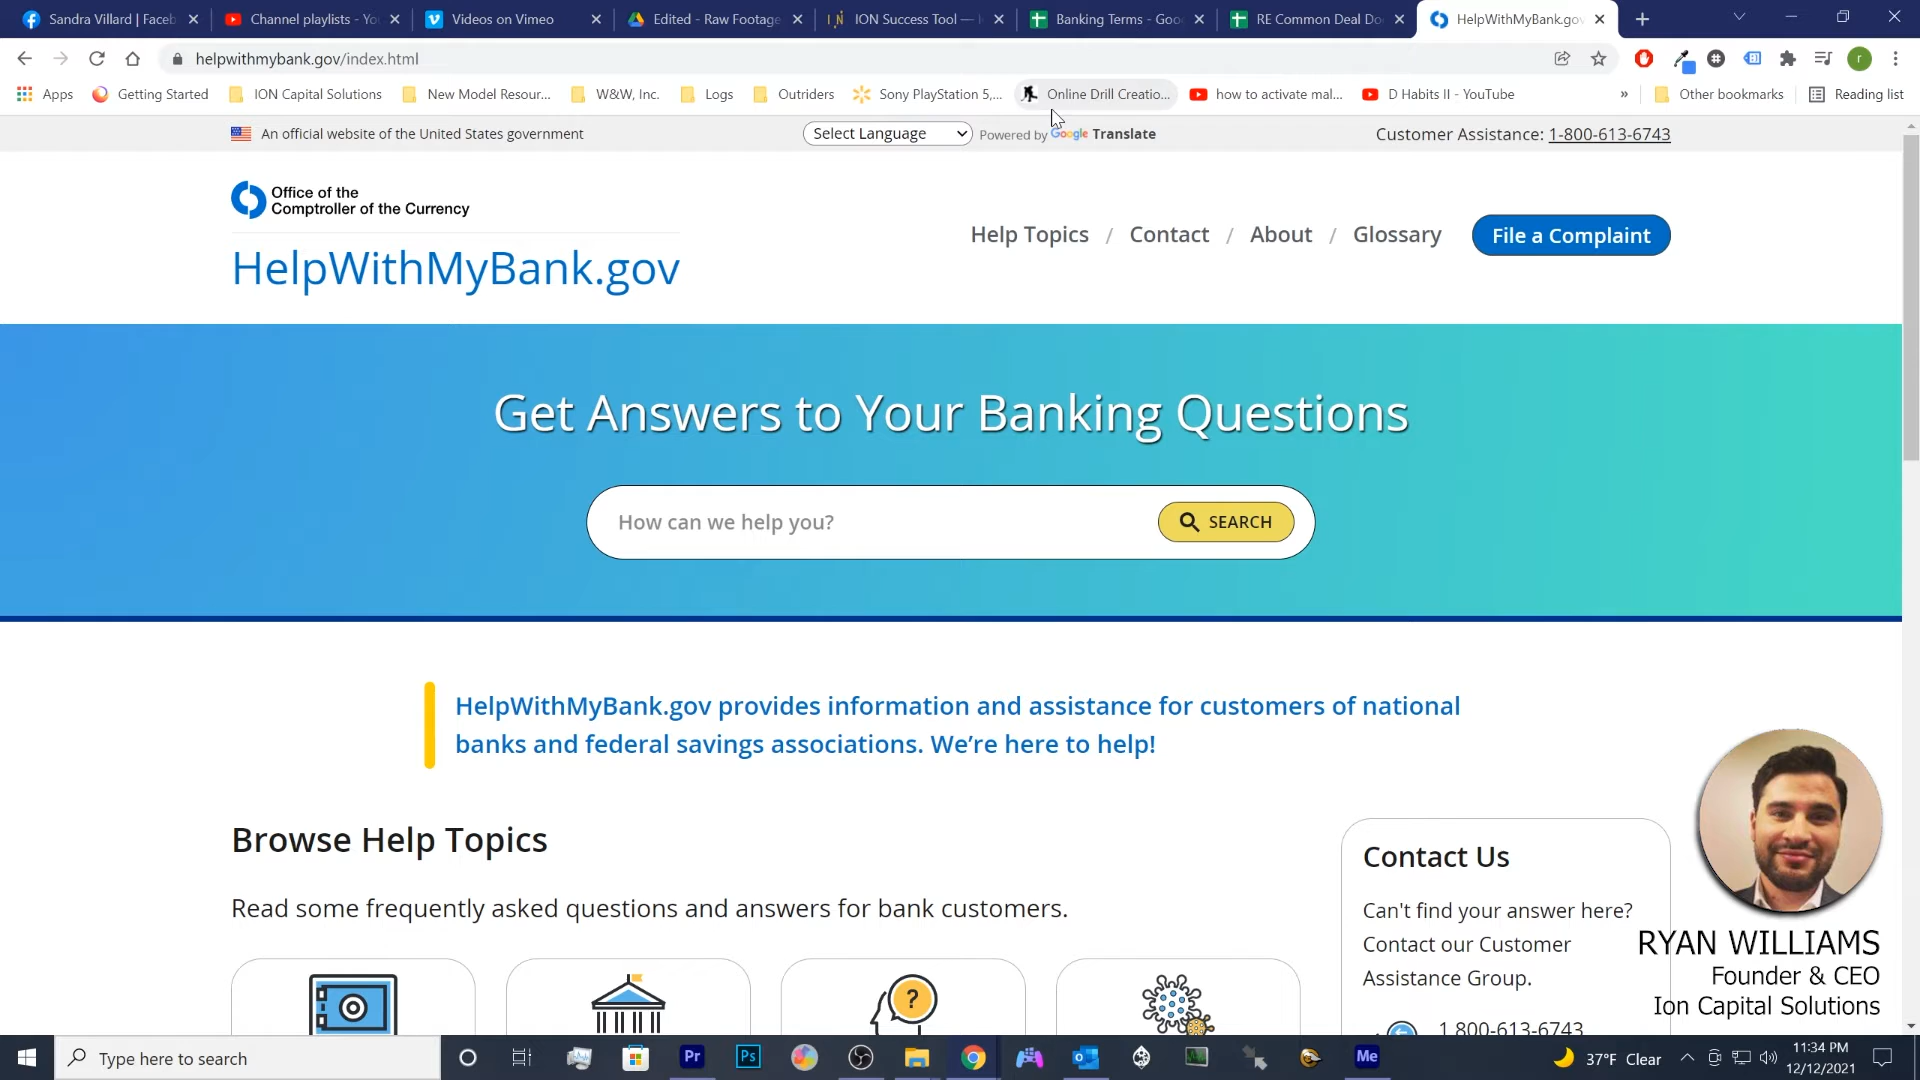 Sandra Villard | Faceb
Channel playlists - Yo
Videos on Vimeo
Edited - Raw Footage
ION Success Tool —
Banking Terms - Goo
RE Common Deal Do
HelpWithMyBank.gov
helpwithmybank.gov/index.html
r
Apps
Getting Started
ION Capital Solutions
New Model Resour...
W&W, Inc.
Logs
Outriders
Sony PlayStation 5,...
Online Drill Creatio...
how to activate mal...
D Habits II - YouTube
»
Other bookmarks
Reading list
An official website of the United States government
Select Language
Powered by Google Translate
Customer Assistance: 1-800-613-6743
Office of the
Comptroller of the Currency
HelpWithMyBank.gov
Help Topics / Contact / About / Glossary
File a Complaint
Get Answers to Your Banking Questions
How can we help you?
SEARCH
HelpWithMyBank.gov provides information and assistance for customers of national
banks and federal savings associations. We're here to help!
Browse Help Topics
Read some frequently asked questions and answers for bank customers.
?
Contact Us
Can't find your answer here?
Contact our Customer
Assistance Group.
1 800-613-6743
RYAN WILLIAMS
Founder & CEO
Ion Capital Solutions
Type here to search
Pr
Ps
Me
37°F Clear
11:34 PM
12/12/2021